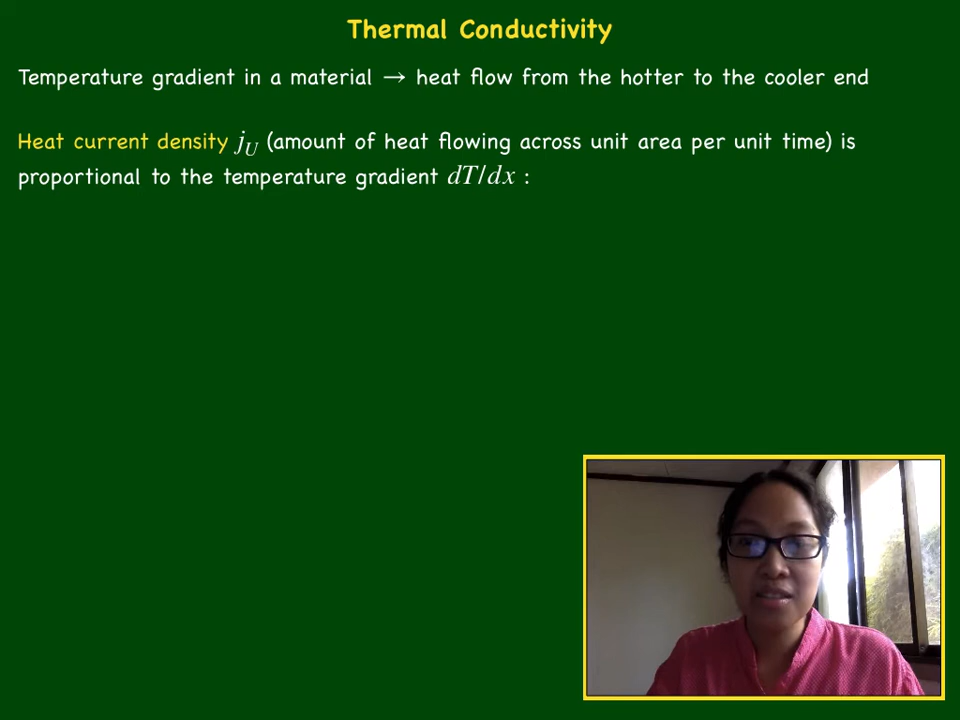 Thermal Conductivity
Temperature gradient in a material → heat flow from the hotter to the cooler end
Heat current density j_U (amount of heat flowing across unit area per unit time) is
proportional to the temperature gradient dT/dx :